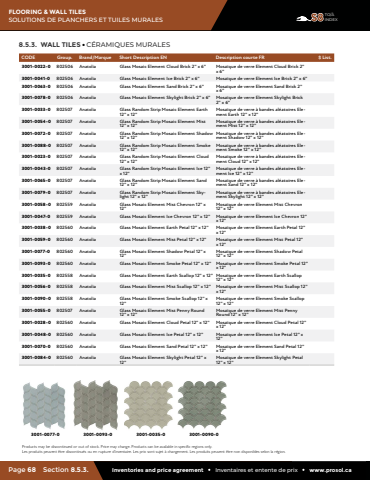 FLOORING & WALL TILES
SOLUTIONS DE PLANCHERS ET TUILES MURALES
TOIS
INDEX
8.5.3. WALL TILES • CÉRAMIQUES MURALES
CODE Group. Brand/Marque Short Description EN Description courte FR $ List.
3001-0022-0 802506 Anatolia Glass Mosaic Element Cloud Brick 2" x 6" Mosaïque de verre Element Cloud Brick 2"
x 6"
3001-0041-0 802506 Anatolia Glass Mosaic Element Ice Brick 2" x 6" Mosaïque de verre Element Ice Brick 2" x 6"
3001-0063-0 802506 Anatolia Glass Mosaic Element Sand Brick 2" x 6" Mosaïque de verre Element Sand Brick 2"
x 6"
3001-0078-0 802506 Anatolia Glass Mosaic Element Skylight Brick 2" x 6" Mosaïque de verre Element Skylight Brick
2" x 6"
3001-0033-0 802507 Anatolia Glass Random Strip Mosaic Element Earth
12" x 12" Mosaïque de verre à bandes aléatoires Ele-
ment Earth 12" x 12"
3001-0054-0 802507 Anatolia Glass Random Strip Mosaic Element Mist
12" x 12" Mosaïque de verre à bandes aléatoires Ele-
ment Mist 12" x 12"
3001-0072-0 802507 Anatolia Glass Random Strip Mosaic Element Shadow
12" x 12" Mosaïque de verre à bandes aléatoires Ele-
ment Shadow 12" x 12"
3001-0088-0 802507 Anatolia Glass Random Strip Mosaic Element Smoke
12" x 12" Mosaïque de verre à bandes aléatoires Ele-
ment Smoke 12" x 12"
3001-0023-0 802507 Anatolia Glass Random Strip Mosaic Element Cloud
12" x 12" Mosaïque de verre à bandes aléatoires Ele-
ment Cloud 12" x 12"
3001-0043-0 802507 Anatolia Glass Random Strip Mosaic Element Ice 12"
x 12" Mosaïque de verre à bandes aléatoires Ele-
ment Ice 12" x 12"
3001-0065-0 802507 Anatolia Glass Random Strip Mosaic Element Sand
12" x 12" Mosaïque de verre à bandes aléatoires Ele-
ment Sand 12" x 12"
3001-0079-0 802507 Anatolia Glass Random Strip Mosaic Element Sky-
light 12" x 12" Mosaïque de verre à bandes aléatoires Ele-
ment Skylight 12" x 12"
3001-0058-0 802559 Anatolia Glass Mosaic Element Mist Chevron 12" x
12" Mosaïque de verre Element Mist Chevron
12" x 12"
3001-0047-0 802559 Anatolia Glass Mosaic Element Ice Chevron 12" x 12" Mosaïque de verre Element Ice Chevron 12"
x 12"
3001-0038-0 802560 Anatolia Glass Mosaic Element Earth Petal 12" x 12" Mosaïque de verre Element Earth Petal 12"
x 12"
3001-0059-0 802560 Anatolia Glass Mosaic Element Mist Petal 12" x 12" Mosaïque de verre Element Mist Petal 12"
x 12"
3001-0077-0 802560 Anatolia Glass Mosaic Element Shadow Petal 12" x
12" Mosaïque de verre Element Shadow Petal
12" x 12"
3001-0093-0 802560 Anatolia Glass Mosaic Element Smoke Petal 12" x 12" Mosaïque de verre Element Smoke Petal 12"
x 12"
3001-0035-0 802558 Anatolia Glass Mosaic Element Earth Scallop 12" x 12" Mosaïque de verre Element Earth Scallop
12" x 12"
3001-0056-0 802558 Anatolia Glass Mosaic Element Mist Scallop 12" x 12" Mosaïque de verre Element Mist Scallop 12"
x 12"
3001-0090-0 802558 Anatolia Glass Mosaic Element Smoke Scallop 12" x
12" Mosaïque de verre Element Smoke Scallop
12" x 12"
3001-0055-0 802507 Anatolia Glass Mosaic Element Mist Penny Round
12" x 12" Mosaïque de verre Element Mist Penny
Round 12" x 12"
3001-0028-0 802560 Anatolia Glass Mosaic Element Cloud Petal 12" x 12" Mosaïque de verre Element Cloud Petal 12"
x 12"
3001-0048-0 802560 Anatolia Glass Mosaic Element Ice Petal 12" x 12" Mosaïque de verre Element Ice Petal 12" x
12"
3001-0070-0 802560 Anatolia Glass Mosaic Element Sand Petal 12" x 12" Mosaïque de verre Element Sand Petal 12"
x 12"
3001-0084-0 802560 Anatolia Glass Mosaic Element Skylight Petal 12" x
12" Mosaïque de verre Element Skylight Petal
12" x 12"
3001-0077-0 3001-0093-0 3001-0035-0 3001-0090-0
Products may be discontinued or out of stock. Price may change. Products can be available in specific regions only.
Les produits peuvent être discontinués ou en rupture d'inventaire. Les prix sont sujet à changement. Les produits peuvent être non disponibles selon la région.
Page 68 Section 8.5.3. Inventories and price agreement • Inventaires et entente de prix • www.prosol.ca